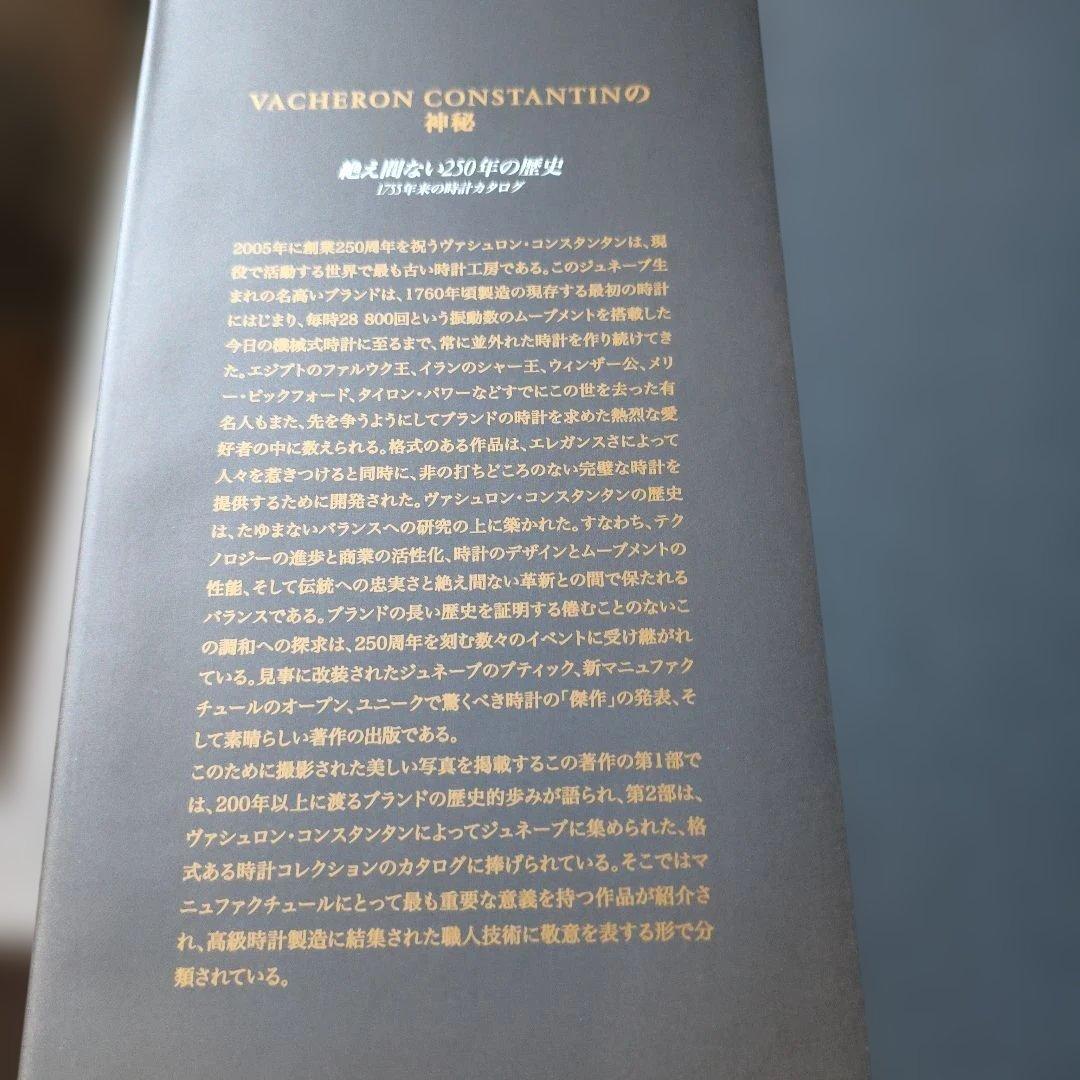 VACHERON CONSTANTINの
神秘
絶え間ない250年の歴史
1755年来の時計カタログ
2005年に創業250周年を祝うヴァシュロン・コンスタンタンは、現
役で活動する世界で最も古い時計工房である。このジュネーブ生
まれの名高いブランドは、1760年頃製造の現存する最初の時計
にはじまり、毎時28 800回という振動数のムーブメントを搭載した
今日の機械式時計に至るまで、常に並外れた時計を作り続けてき
た。エジプトのファルウク王、イランのシャー王、ウィンザー公、メリ
ー・ピックフォード、タイロン・パワーなどすでにこの世を去った有
名人もまた、先を争うようにしてブランドの時計を求めた熱烈な愛
好者の中に数えられる。格式のある作品は、エレガンスさによって
人々を惹きつけると同時に、非の打ちどころのない完璧な時計を
提供するために開発された。ヴァシュロン・コンスタンタンの歴史
は、たゆまないバランスへの研究の上に築かれた。すなわち、テク
ノロジーの進歩と商業の活性化、時計のデザインとムーブメントの
性能、そして伝統への忠実さと絶え間ない革新との間で保たれる
バランスである。ブランドの長い歴史を証明する倦むことのないこ
の調和への探求は、250周年を刻む数々のイベントに受け継がれ
ている。見事に改装されたジュネーブのブティック、新マニュファク
チュールのオープン、ユニークで驚くべき時計の「傑作」の発表、そ
して素晴らしい著作の出版である。
このために撮影された美しい写真を掲載するこの著作の第1部で
は、200年以上に渡るブランドの歴史的歩みが語られ、第2部は、
ヴァシュロン・コンスタンタンによってジュネーブに集められた、格
式ある時計コレクションのカタログに捧げられている。そこではマ
ニュファクチュールにとって最も重要な意義を持つ作品が紹介さ
れ、高級時計製造に結集された職人技術に敬意を表する形で分
類されている。